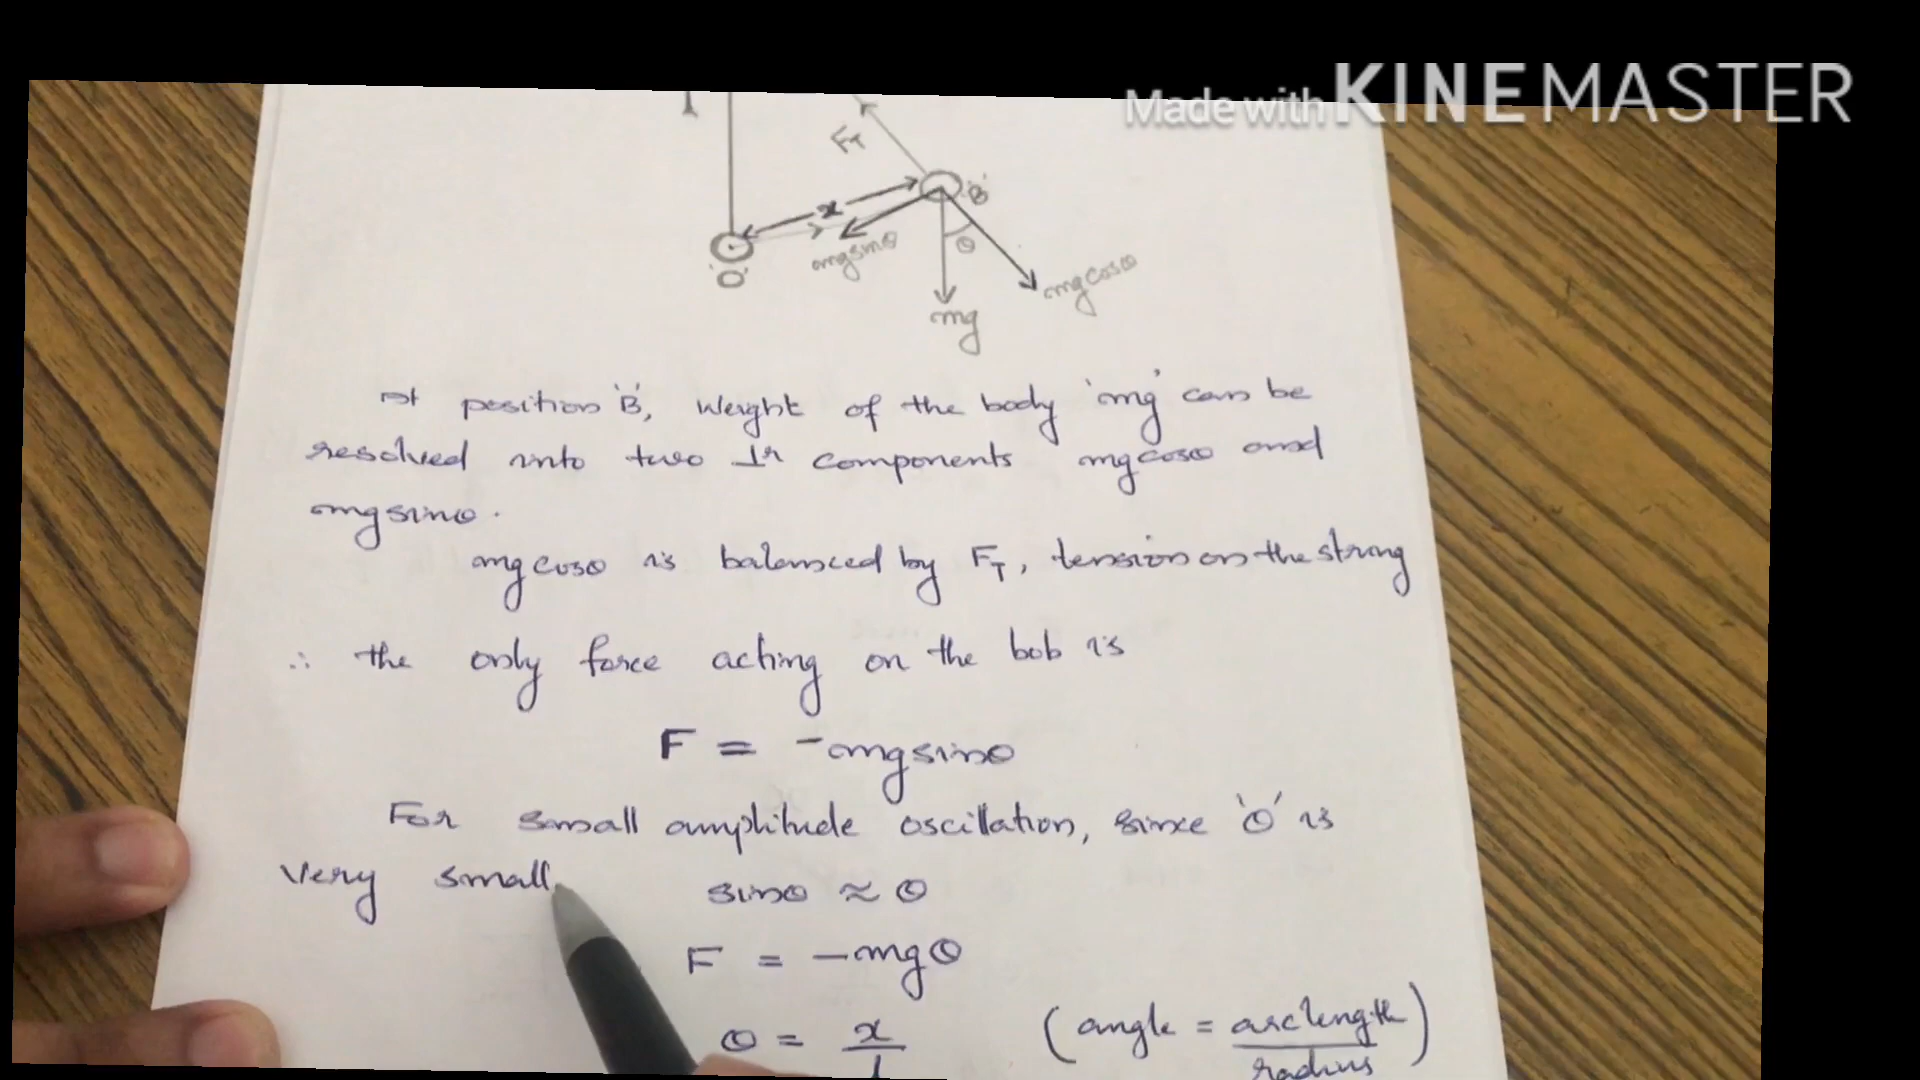 Made with KINEMASTER
FT
x
'B'
mgsinθ
θ
'O'
mgcosθ
mg
At position 'B', Weight of the body 'mg' can be
resolved into two ⊥r components mgcosθ and
mgsinθ.
mgcosθ is balanced by FT, tension on the string
∴ the only force acting on the bob is
F = -mgsinθ
For small amplitude oscillation, since 'θ' is
very small
sinθ ≈ θ
F = -mgθ
θ = x/l (angle = arc length/radius)